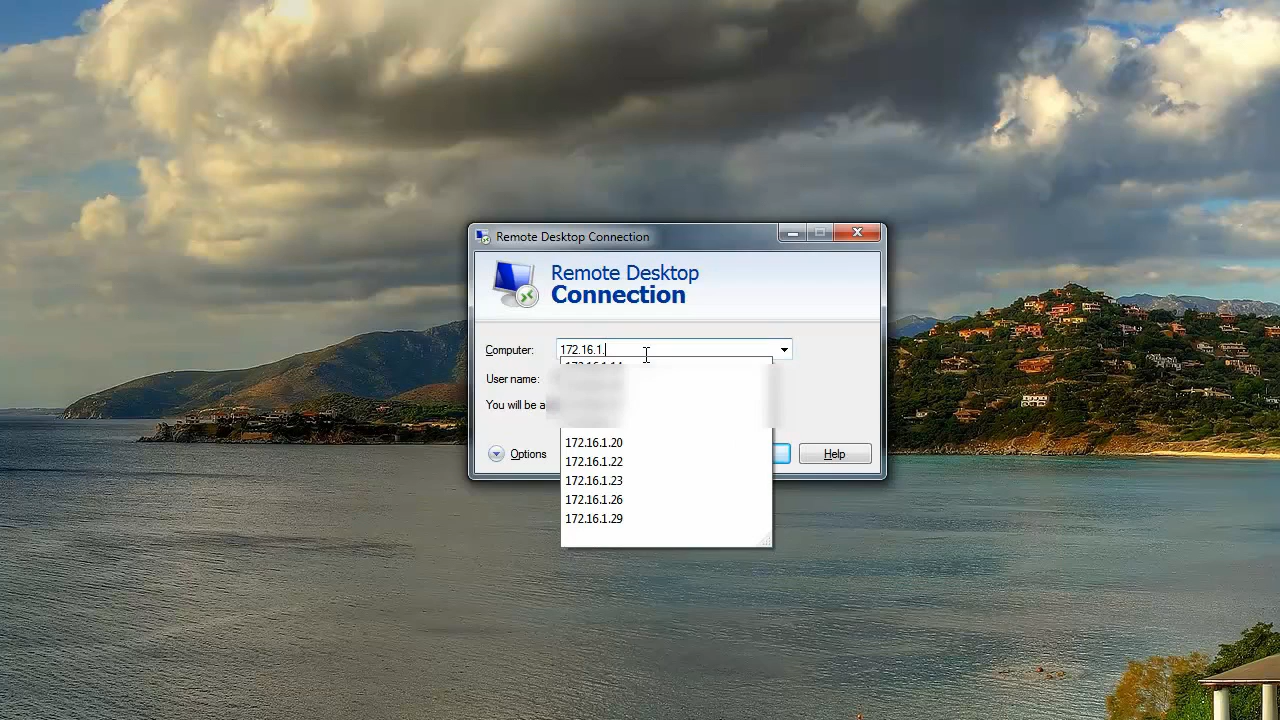 Remote Desktop Connection
Remote Desktop
Connection
Computer:
172.16.1.
User name:
You will be a
172.16.1.20
172.16.1.22
172.16.1.23
172.16.1.26
172.16.1.29
Options
Help